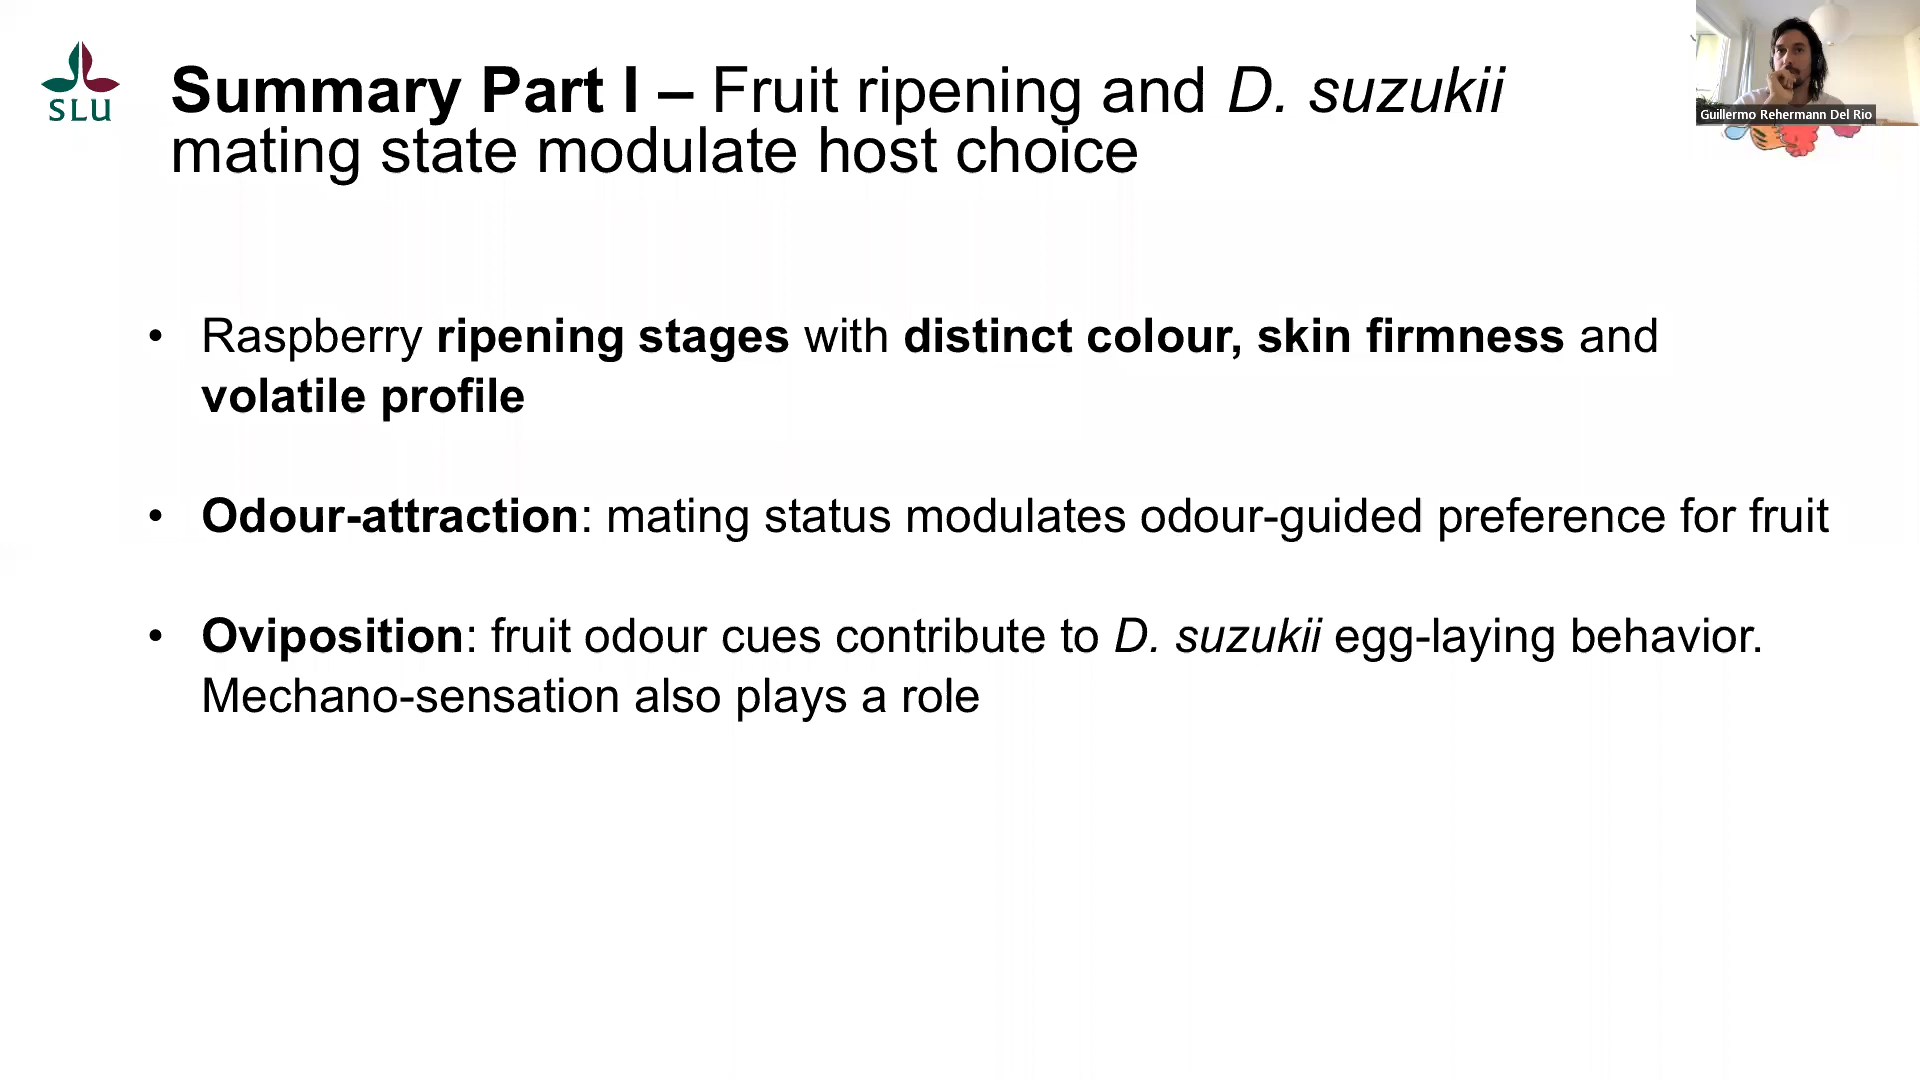 SLU
Summary Part I – Fruit ripening and D. suzukii
mating state modulate host choice
Guillermo Rehermann Del Rio
• Raspberry ripening stages with distinct colour, skin firmness and
volatile profile
• Odour-attraction: mating status modulates odour-guided preference for fruit
• Oviposition: fruit odour cues contribute to D. suzukii egg-laying behavior.
Mechano-sensation also plays a role